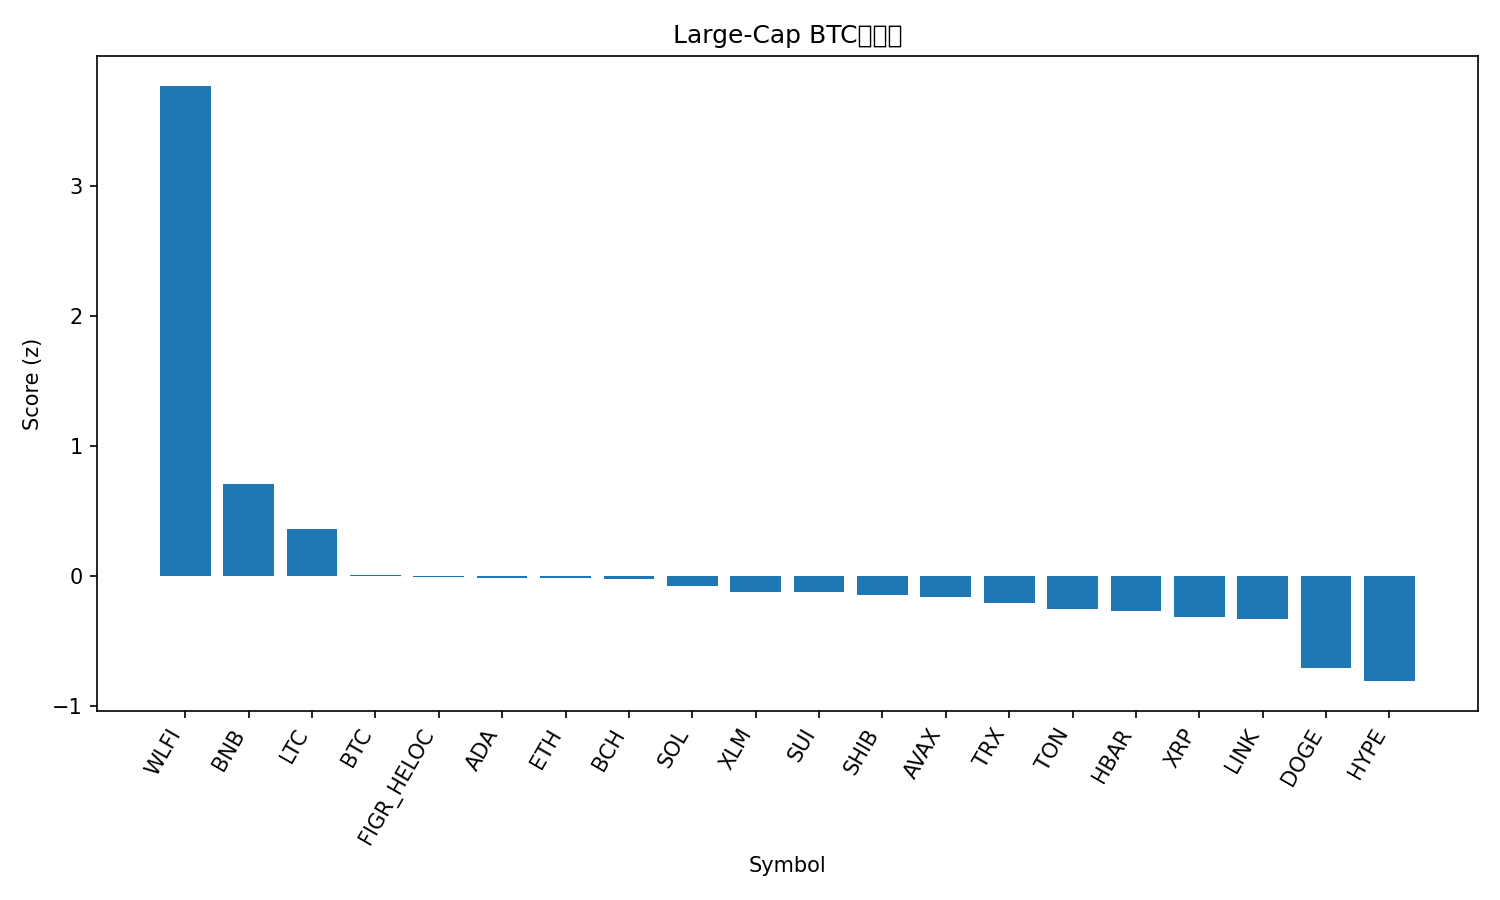 Large-Cap BTC
Score (z)
3
2
1
0
−1
WLFI
BNB
LTC
BTC
FIGR_HELOC
ADA
ETH
BCH
SOL
XLM
SUI
SHIB
AVAX
TRX
TON
HBAR
XRP
LINK
DOGE
HYPE
Symbol